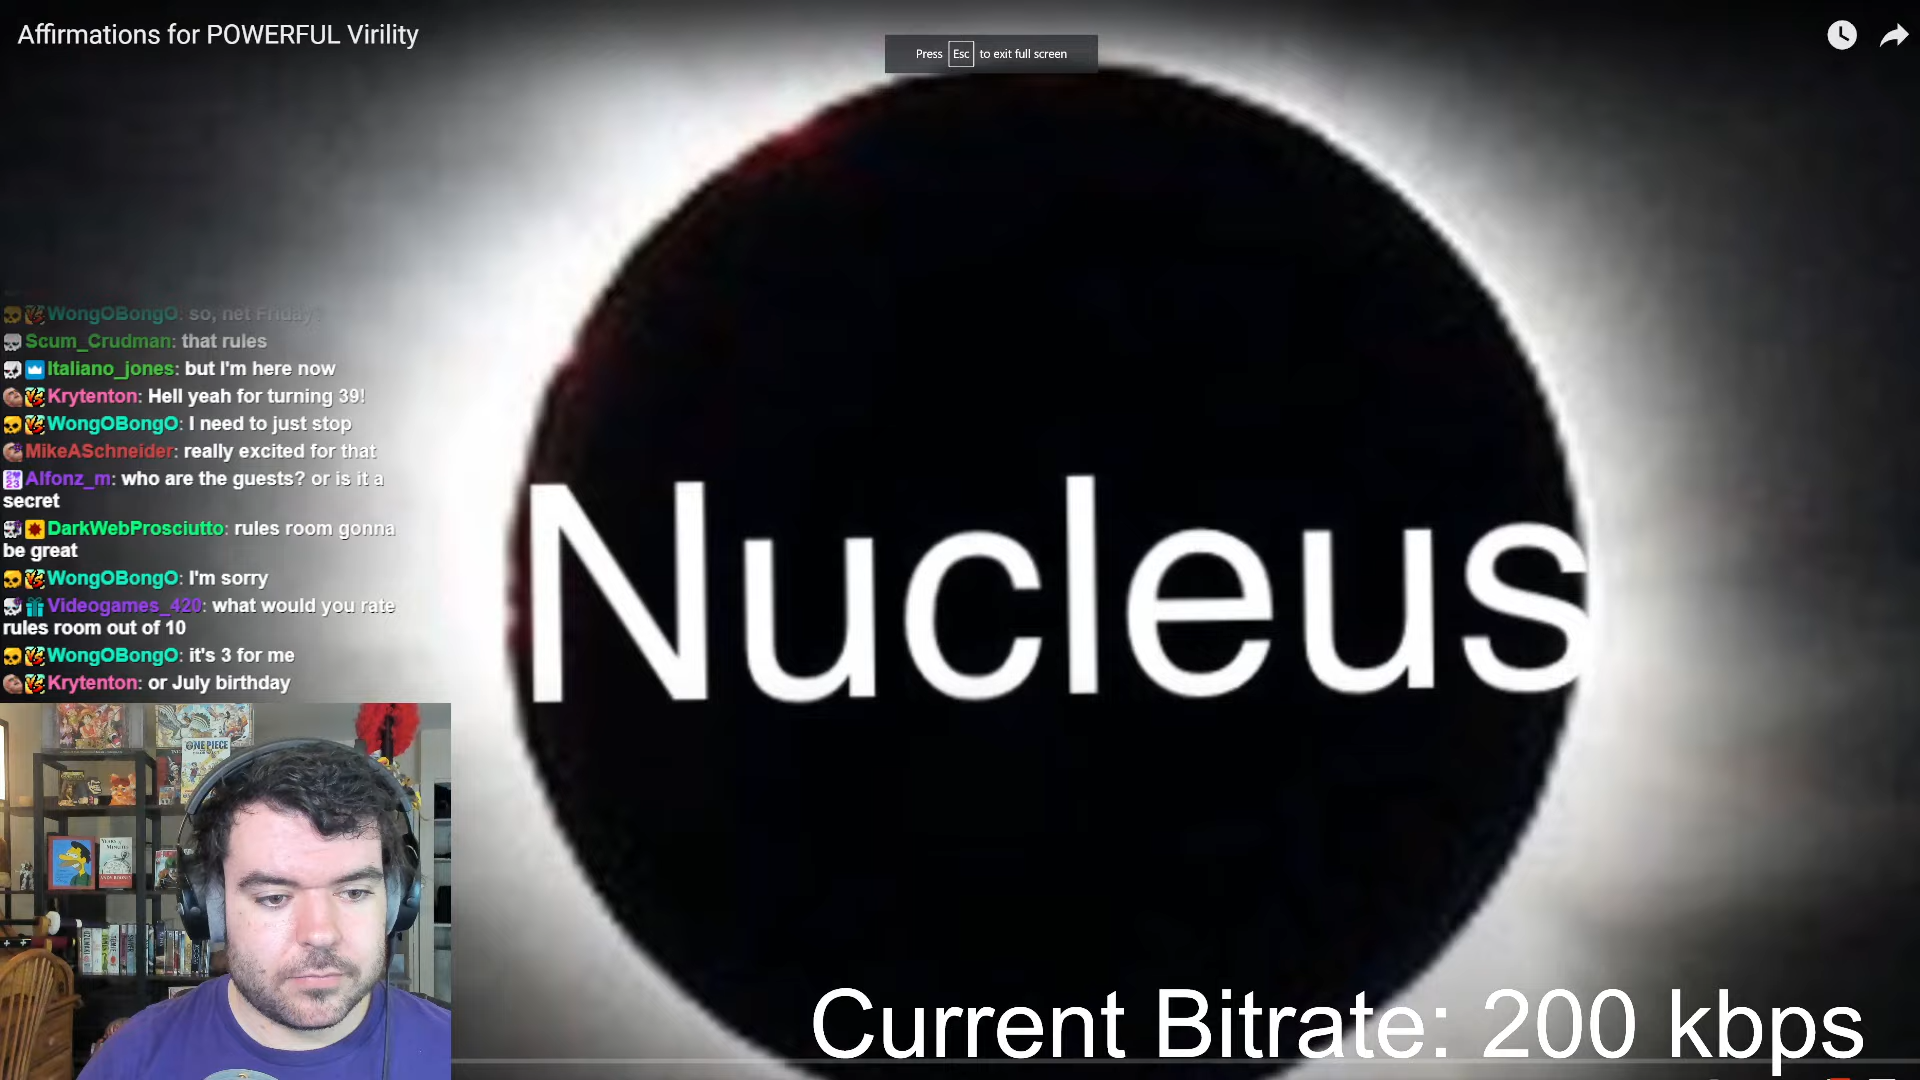 Affirmations for POWERFUL Virility
Press Esc to exit full screen
WongOBongO: so, net Friday?
Scum_Crudman: that rules
Italiano_jones: but I'm here now
Krytenton: Hell yeah for turning 39!
WongOBongO: I need to just stop
MikeASchneider: really excited for that
Alfonz_m: who are the guests? or is it a
secret
DarkWebProsciutto: rules room gonna
be great
WongOBongO: I'm sorry
Videogames_420: what would you rate
rules room out of 10
WongOBongO: it's 3 for me
Krytenton: or July birthday
Nucleus
ONE PIECE
Current Bitrate: 200 kbps